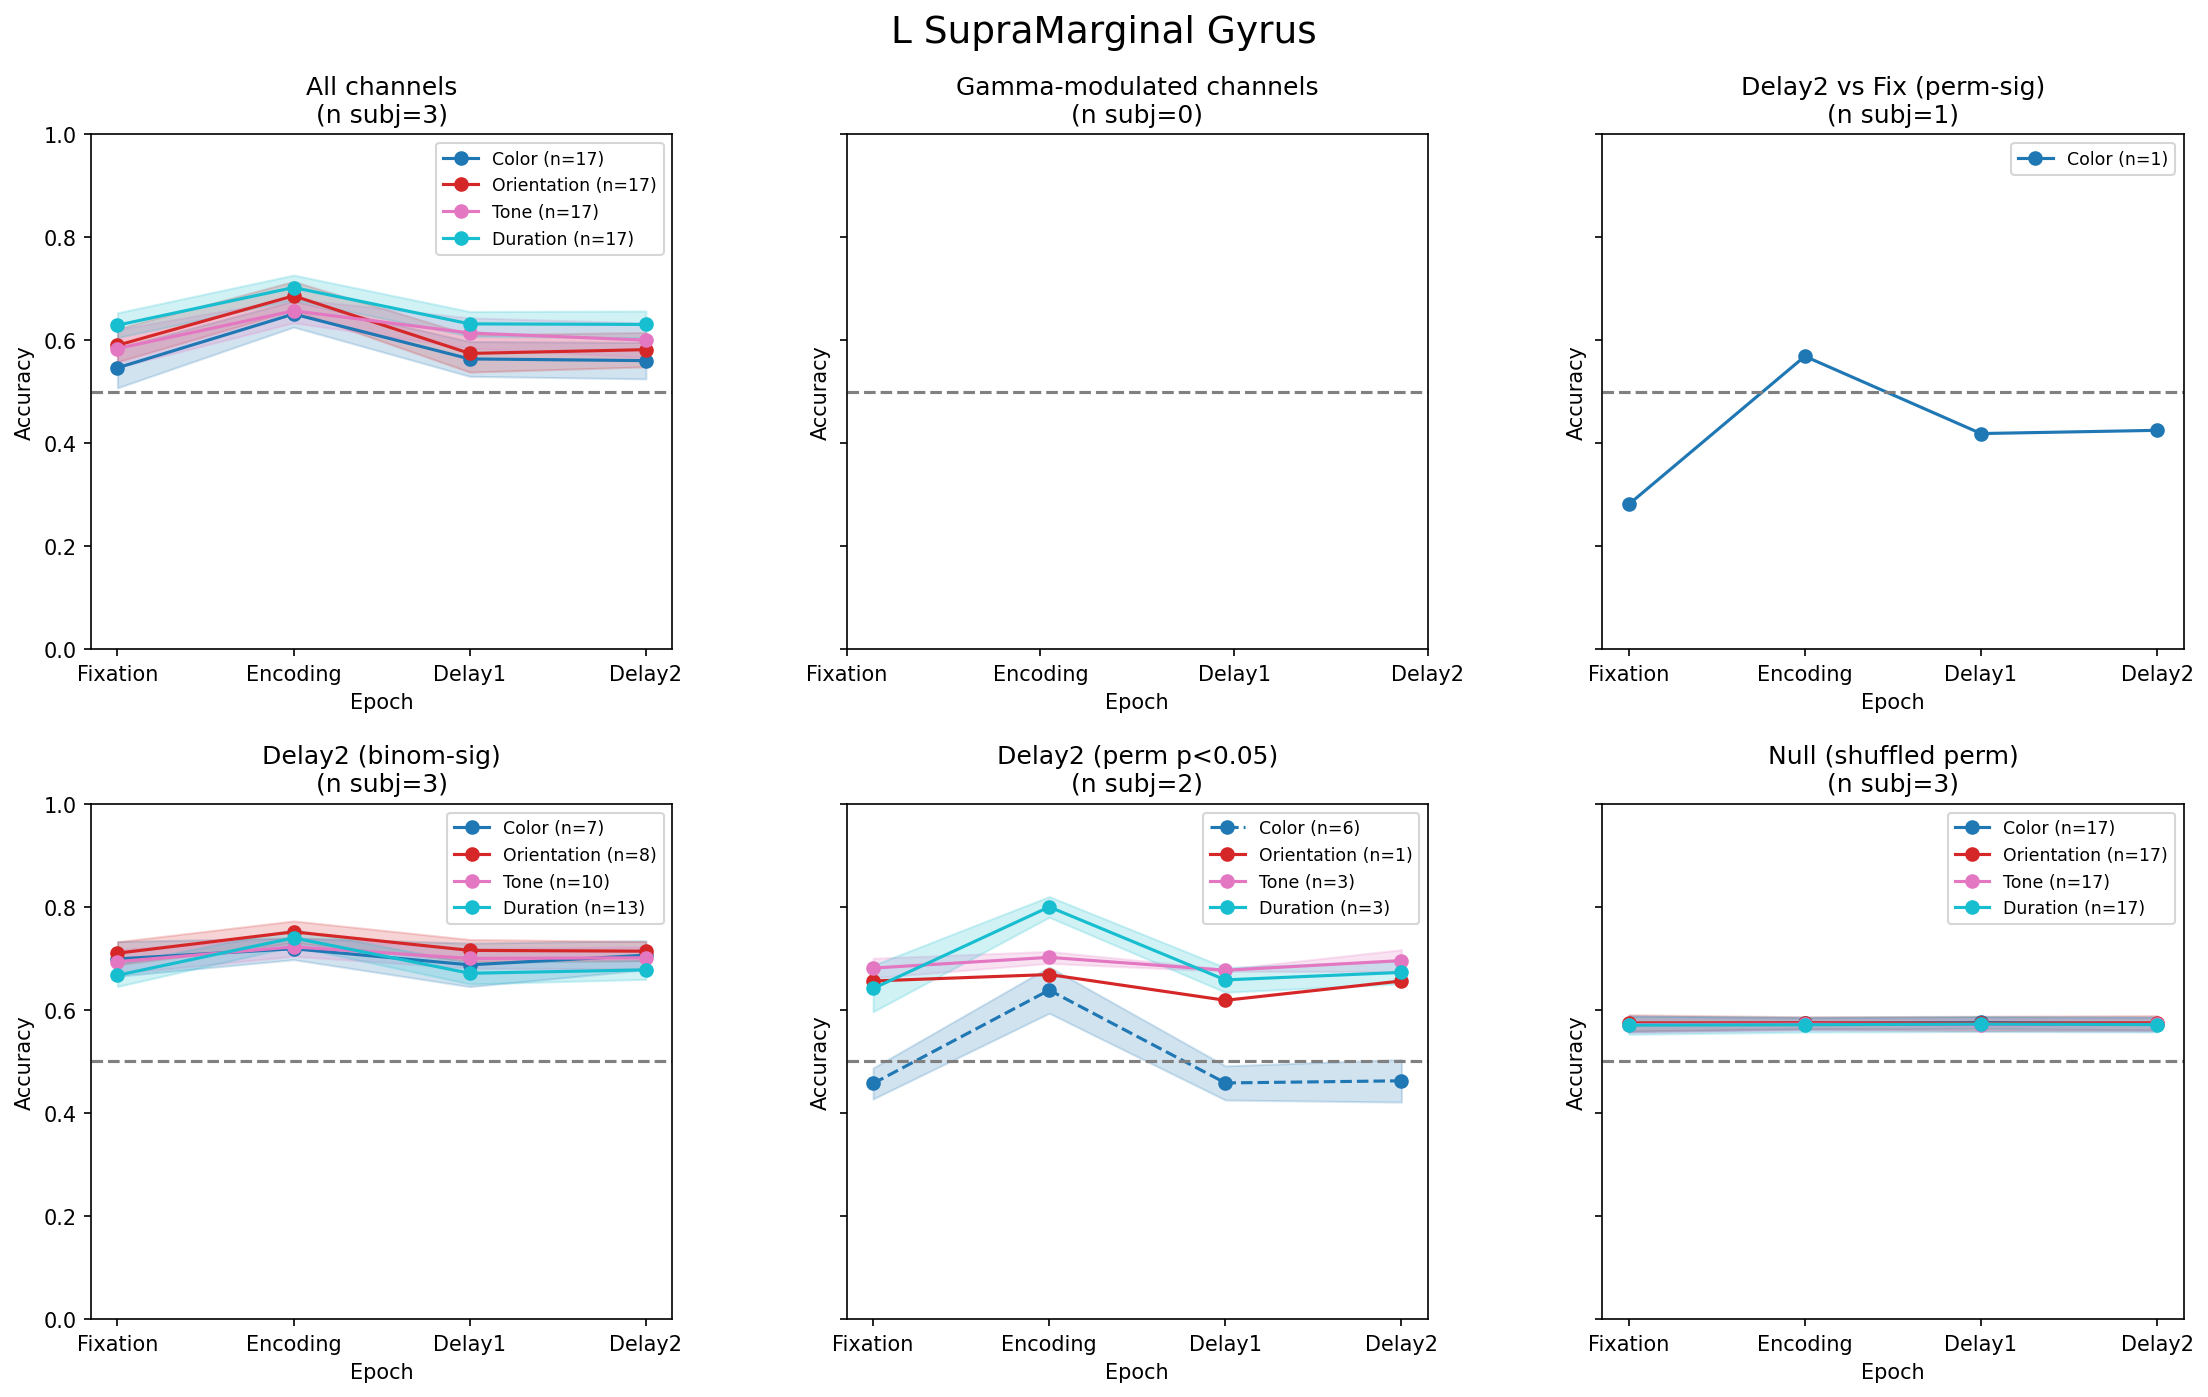 L SupraMarginal Gyrus
All channels
(n subj=3)
1.0
0.8
0.6
0.4
0.2
0.0
Accuracy
Color (n=17)
Orientation (n=17)
Tone (n=17)
Duration (n=17)
Fixation Encoding Delay1 Delay2
Epoch
Gamma-modulated channels
(n subj=0)
Accuracy
Fixation Encoding Delay1 Delay2
Epoch
Delay2 vs Fix (perm-sig)
(n subj=1)
Accuracy
Color (n=1)
Fixation Encoding Delay1 Delay2
Epoch
Delay2 (binom-sig)
(n subj=3)
1.0
0.8
0.6
0.4
0.2
0.0
Accuracy
Color (n=7)
Orientation (n=8)
Tone (n=10)
Duration (n=13)
Fixation Encoding Delay1 Delay2
Epoch
Delay2 (perm p<0.05)
(n subj=2)
Accuracy
Color (n=6)
Orientation (n=1)
Tone (n=3)
Duration (n=3)
Fixation Encoding Delay1 Delay2
Epoch
Null (shuffled perm)
(n subj=3)
Accuracy
Color (n=17)
Orientation (n=17)
Tone (n=17)
Duration (n=17)
Fixation Encoding Delay1 Delay2
Epoch